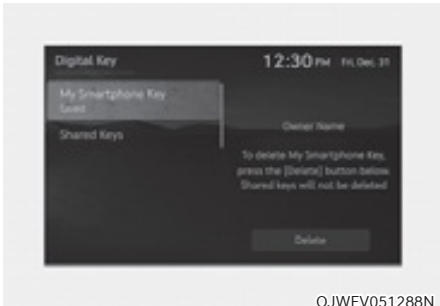 Digital Key
12:30 PM Fri, Dec. 31
My Smartphone Key
Saved
Shared Keys
Owner Name
To delete My Smartphone Key,
press the [Delete] button below.
Shared keys will not be deleted
Delete
OJWEV051288N